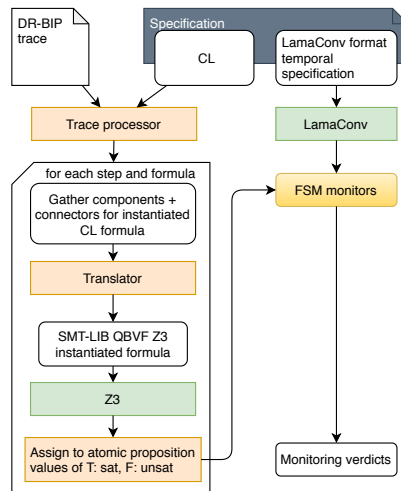 DR-BIP
trace
Specification
CL
LamaConv format
temporal
specification
Trace processor
LamaConv
for each step and formula
Gather components +
connectors for instantiated
CL formula
FSM monitors
Translator
SMT-LIB QBVF Z3
instantiated formula
Z3
Assign to atomic proposition
values of T: sat, F: unsat
Monitoring verdicts